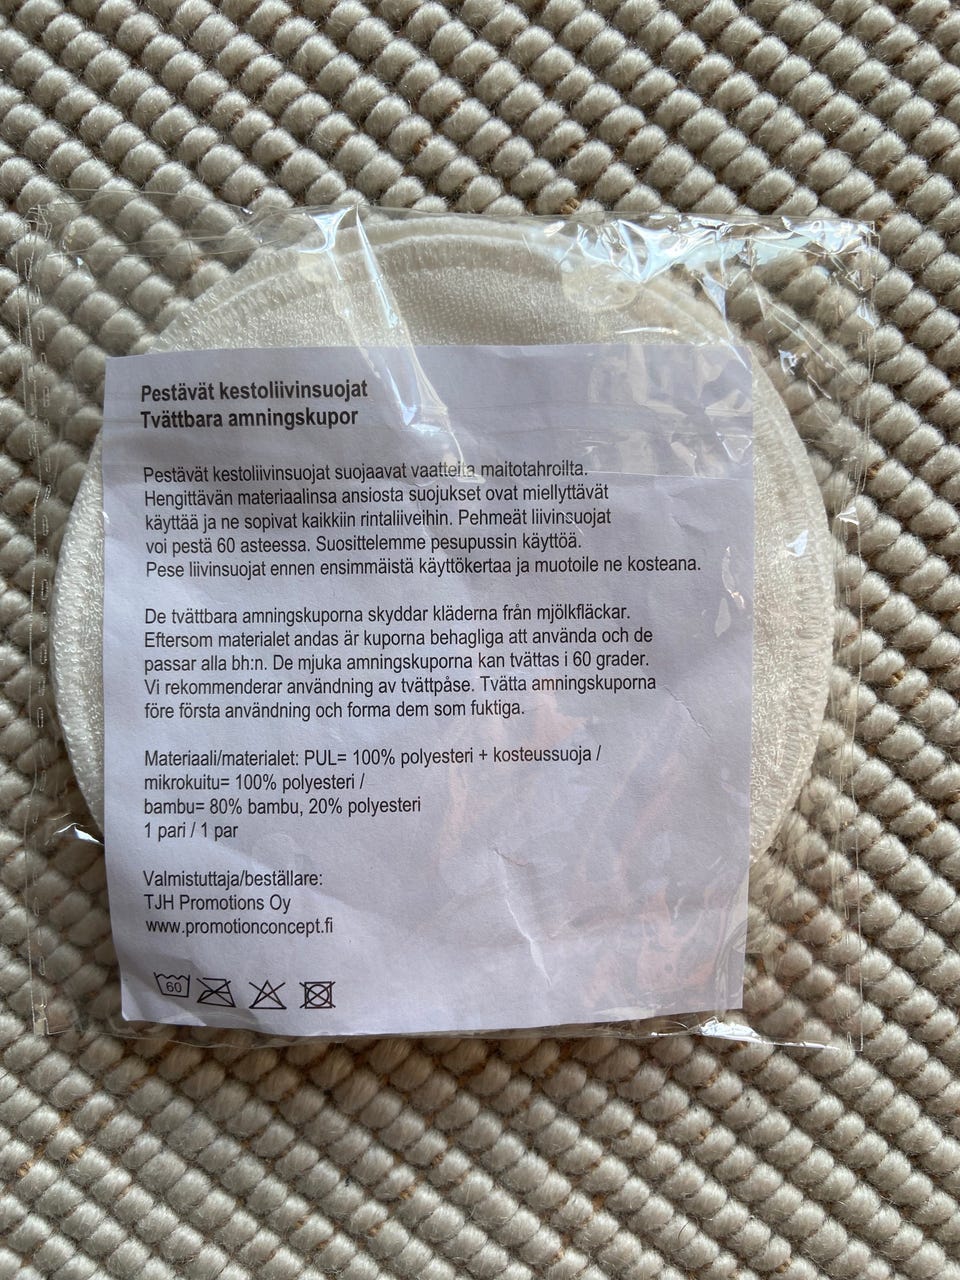 Pestävät kestoliivinsuojat
Tvättbara amningskupor
Pestävät kestoliivinsuojat suojaavat vaatteita maitotahroilta.
Hengittävän materiaalinsa ansiosta suojukset ovat miellyttävät
käyttää ja ne sopivat kaikkiin rintaliiveihin. Pehmeät liivinsuojat
voi pestä 60 asteessa. Suosittelemme pesupussin käyttöä.
Pese liivinsuojat ennen ensimmäistä käyttökertaa ja muotoile ne kosteana.
De tvättbara amningskuporna skyddar kläderna från mjölkfläckar.
Eftersom materialet andas är kuporna behagliga att använda och de
passar alla bh:n. De mjuka amningskuporna kan tvättas i 60 grader.
Vi rekommenderar användning av tvättpåse. Tvätta amningskuporna
före första användning och forma dem som fuktiga.
Materiaali/materialet: PUL= 100% polyesteri + kosteussuoja /
mikrokuitu= 100% polyesteri /
bambu= 80% bambu, 20% polyesteri
1 pari / 1 par
Valmistuttaja/beställare:
TJH Promotions Oy
www.promotionconcept.fi
60